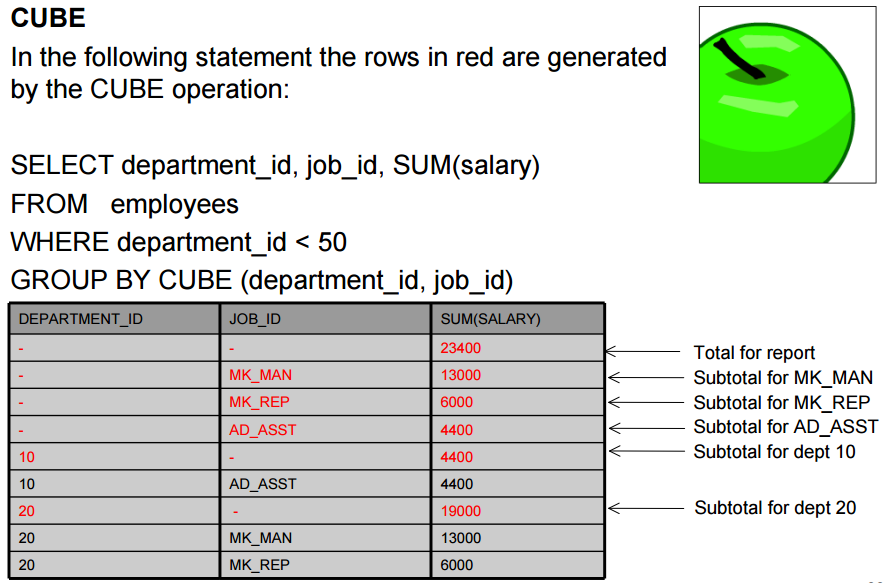 CUBE
In the following statement the rows in red are generated
by the CUBE operation:
SELECT department_id, job_id, SUM(salary)
FROM employees
WHERE department_id < 50
GROUP BY CUBE (department_id, job_id)
DEPARTMENT_ID JOB_ID SUM(SALARY)
- - 23400 Total for report
- MK_MAN 13000 Subtotal for MK_MAN
- MK_REP 6000 Subtotal for MK_REP
- AD_ASST 4400 Subtotal for AD_ASST
10 - 4400 Subtotal for dept 10
10 AD_ASST 4400
20 - 19000 Subtotal for dept 20
20 MK_MAN 13000
20 MK_REP 6000